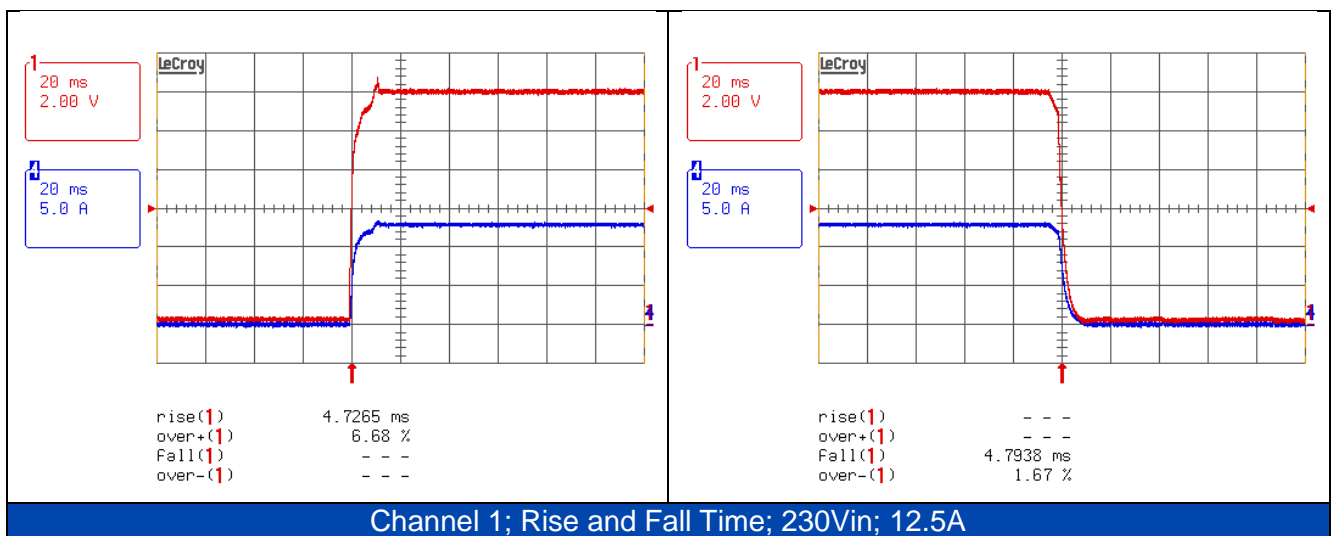 1
20 ms
2.00 V
4
20 ms
5.0 A
LeCroy
4
rise(1) 4.7265 ms
over+(1) 6.68 %
Fall(1) - - -
over-(1) - - -
1
20 ms
2.00 V
4
20 ms
5.0 A
LeCroy
4
rise(1) - - -
over+(1) - - -
Fall(1) 4.7938 ms
over-(1) 1.67 %
Channel 1; Rise and Fall Time; 230Vin; 12.5A